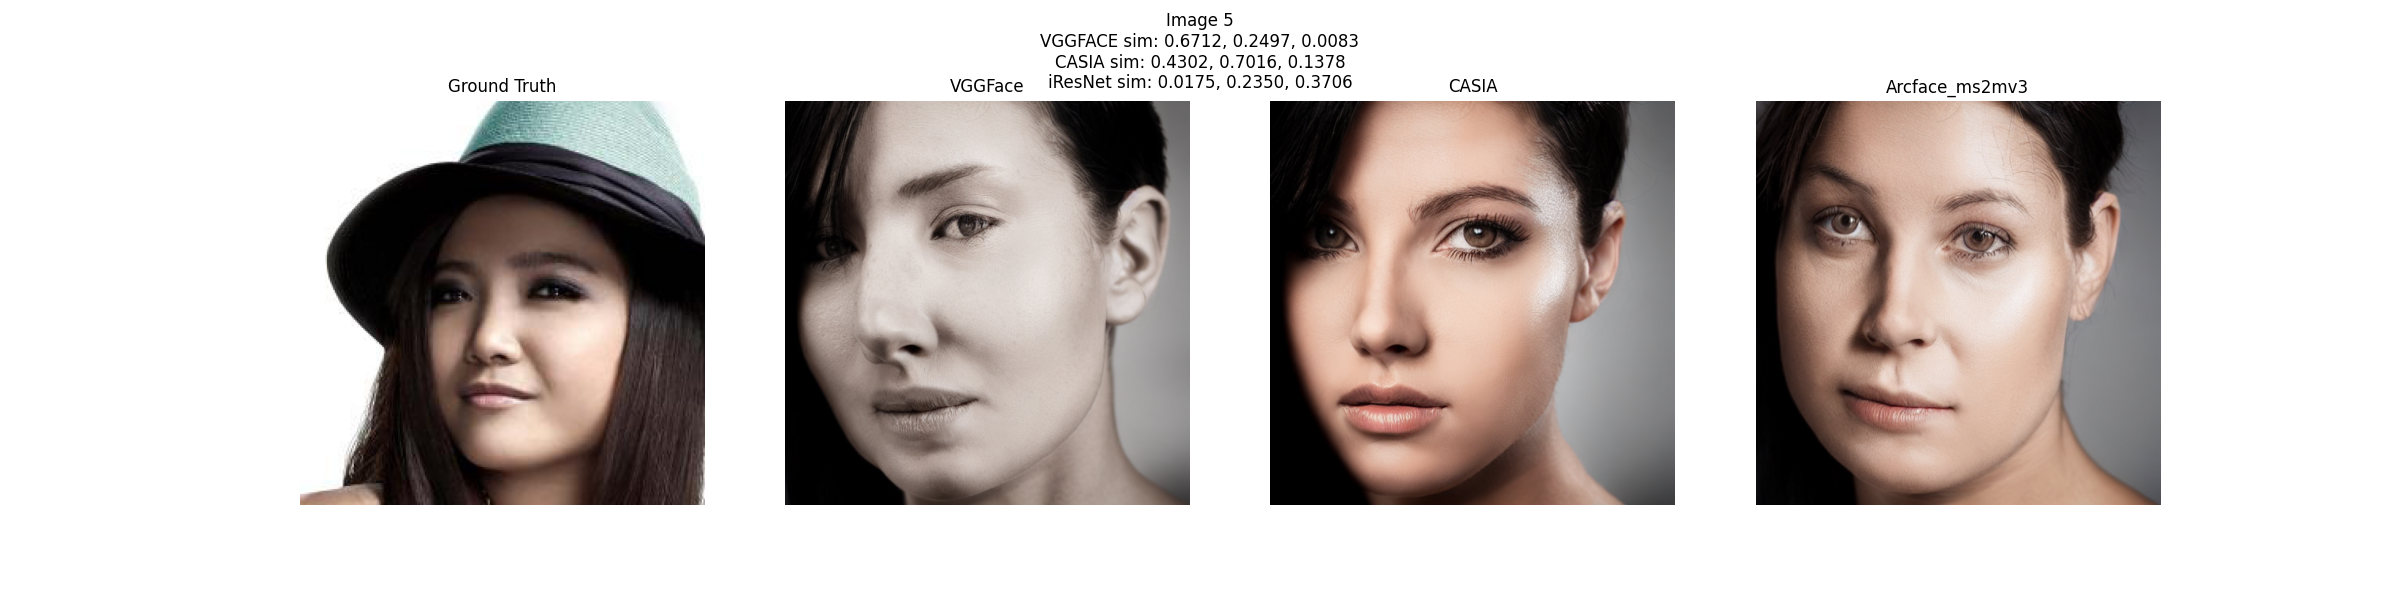 Image 5
VGGFACE sim: 0.6712, 0.2497, 0.0083
CASIA sim: 0.4302, 0.7016, 0.1378
iResNet sim: 0.0175, 0.2350, 0.3706
Ground Truth
VGGFace
CASIA
Arcface_ms2mv3